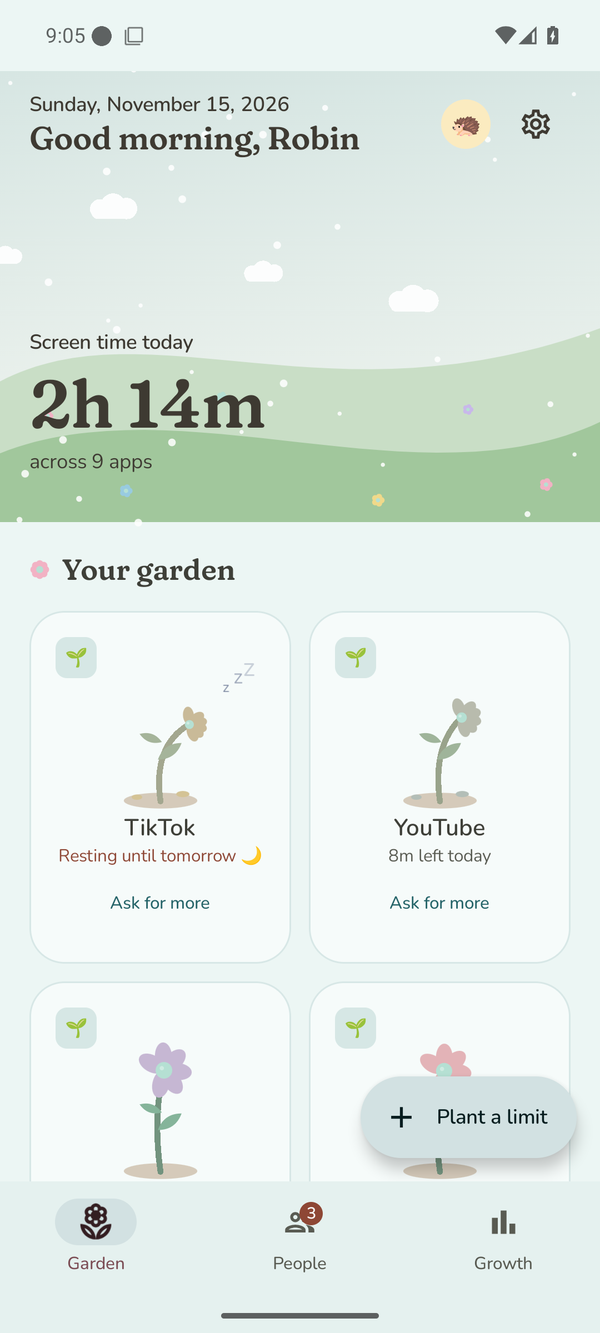 9:05
Sunday, November 15, 2026
Good morning, Robin
Screen time today
2h 14m
across 9 apps
Your garden
z z Z
TikTok
Resting until tomorrow 🌙
Ask for more
YouTube
8m left today
Ask for more
Plant a limit
3
Garden
People
Growth